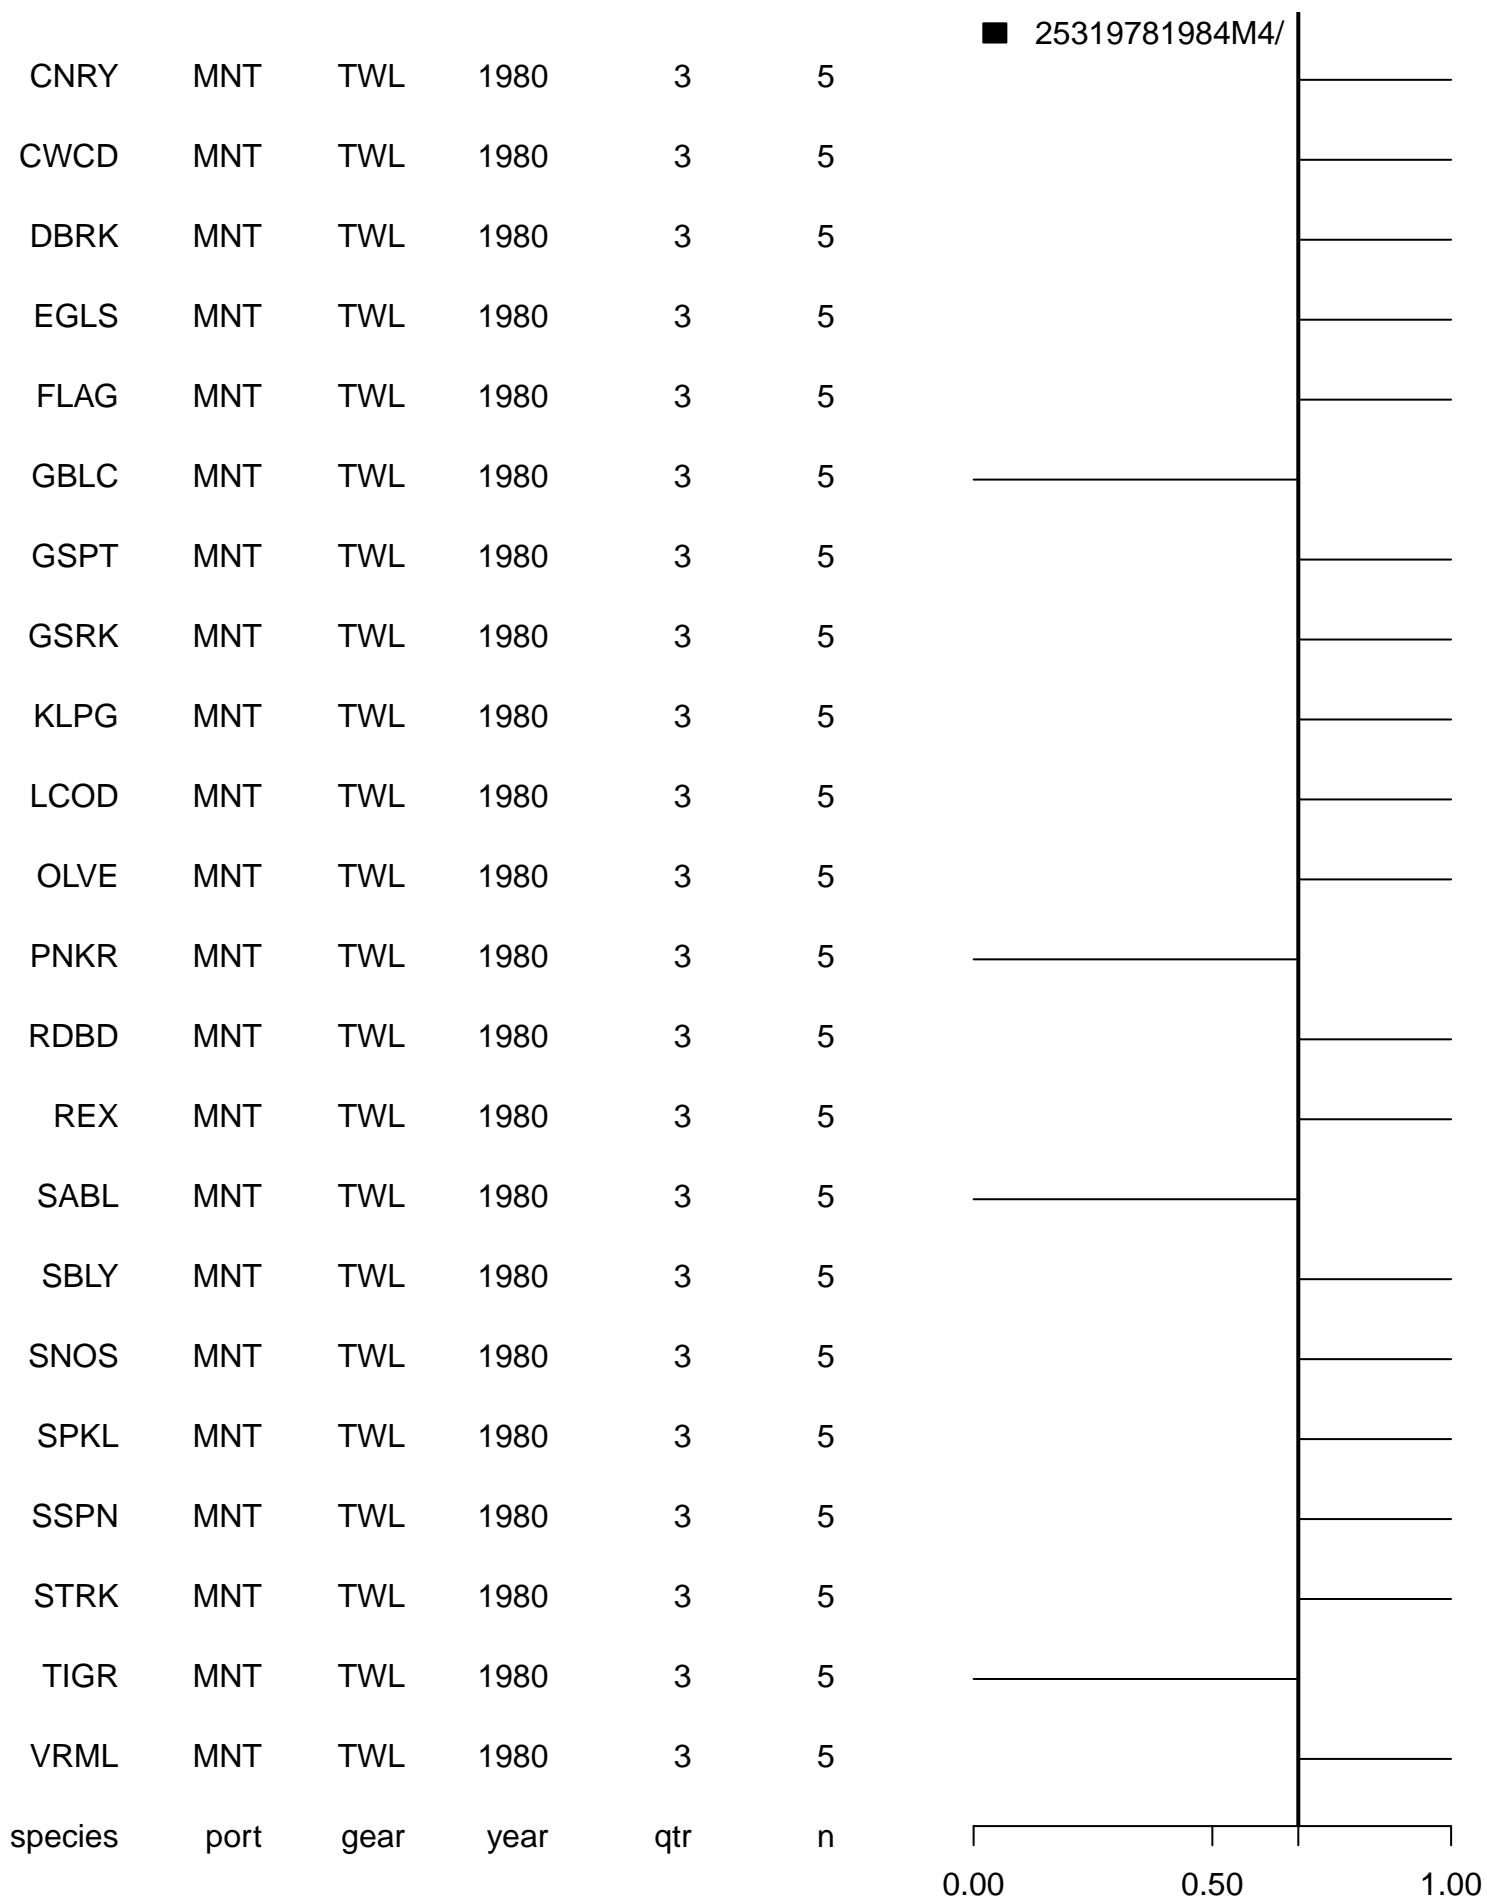 25319781984M4/
CNRY MNT TWL 1980 3 5
CWCD MNT TWL 1980 3 5
DBRK MNT TWL 1980 3 5
EGLS MNT TWL 1980 3 5
FLAG MNT TWL 1980 3 5
GBLC MNT TWL 1980 3 5
GSPT MNT TWL 1980 3 5
GSRK MNT TWL 1980 3 5
KLPG MNT TWL 1980 3 5
LCOD MNT TWL 1980 3 5
OLVE MNT TWL 1980 3 5
PNKR MNT TWL 1980 3 5
RDBD MNT TWL 1980 3 5
REX MNT TWL 1980 3 5
SABL MNT TWL 1980 3 5
SBLY MNT TWL 1980 3 5
SNOS MNT TWL 1980 3 5
SPKL MNT TWL 1980 3 5
SSPN MNT TWL 1980 3 5
STRK MNT TWL 1980 3 5
TIGR MNT TWL 1980 3 5
VRML MNT TWL 1980 3 5
species port gear year qtr n
0.00 0.50 1.00